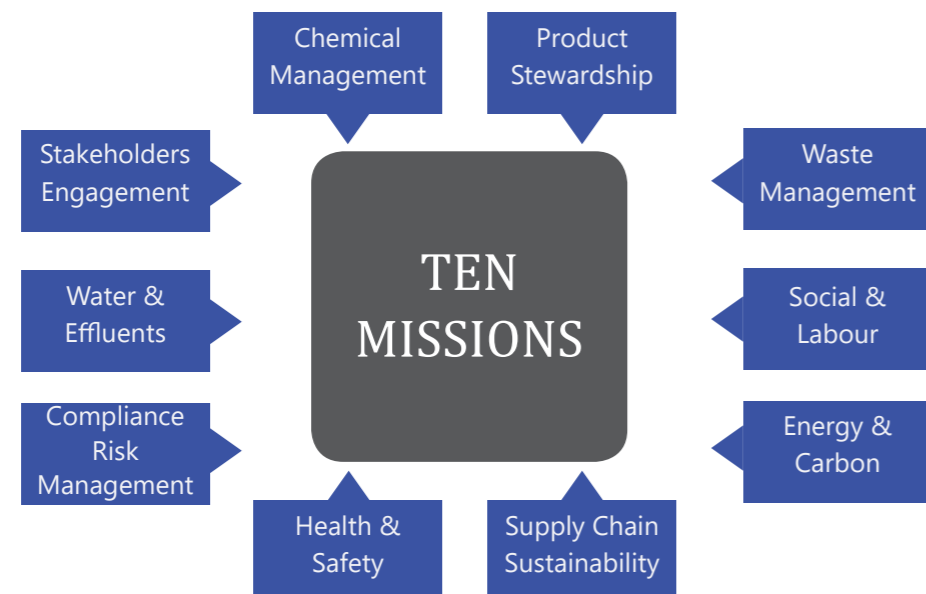 Chemical
Management
Product
Stewardship
Stakeholders
Engagement
Waste
Management
TEN
MISSIONS
Water &
Effluents
Social &
Labour
Compliance
Risk
Management
Energy &
Carbon
Health &
Safety
Supply Chain
Sustainability